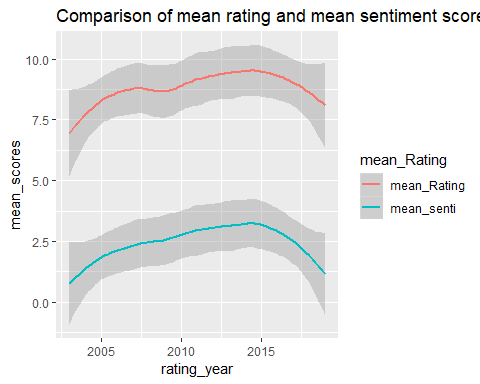 Comparison of mean rating and mean sentiment score
10.0
7.5
5.0
2.5
0.0
mean_scores
2005
2010
2015
rating_year
mean_Rating
mean_Rating
mean_senti